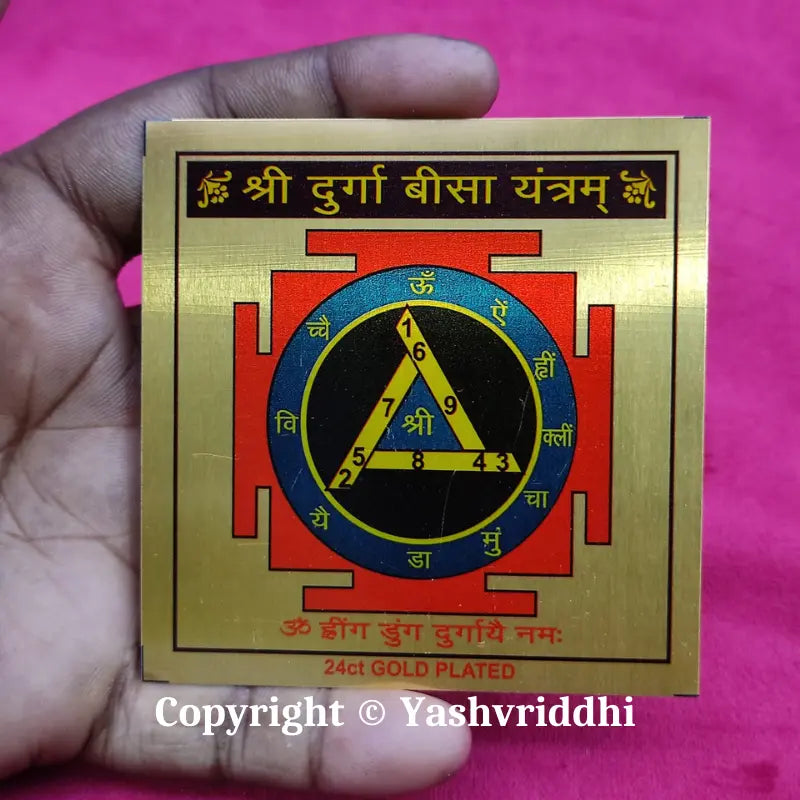 श्री दुर्गा बीसा यंत्रम्
ॐ
ऐं
ह्रीं
क्लीं
चा
मुं
डा
यै
वि
च्चै
1
6
7 9
श्री
5 8 4 3
2
ॐ ह्रींग डुंग दुर्गायै नमः
24ct GOLD PLATED
Copyright © Yashvriddhi